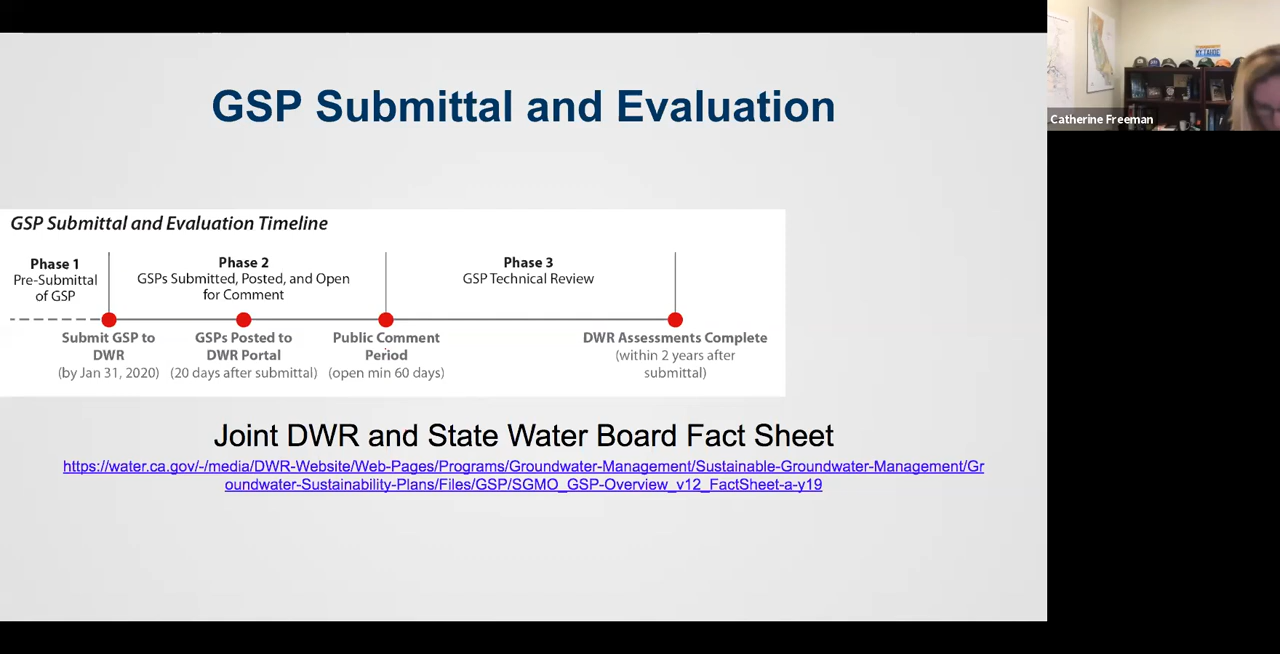 GSP Submittal and Evaluation
GSP Submittal and Evaluation Timeline
Phase 1
Pre-Submittal
of GSP
Phase 2
GSPs Submitted, Posted, and Open
for Comment
Phase 3
GSP Technical Review
Submit GSP to
DWR
(by Jan 31, 2020)
GSPs Posted to
DWR Portal
(20 days after submittal)
Public Comment
Period
(open min 60 days)
DWR Assessments Complete
(within 2 years after
submittal)
Joint DWR and State Water Board Fact Sheet
https://water.ca.gov/-/media/DWR-Website/Web-Pages/Programs/Groundwater-Management/Sustainable-Groundwater-Management/Gr
oundwater-Sustainability-Plans/Files/GSP/SGMO_GSP-Overview_v12_FactSheet-a-y19
Catherine Freeman